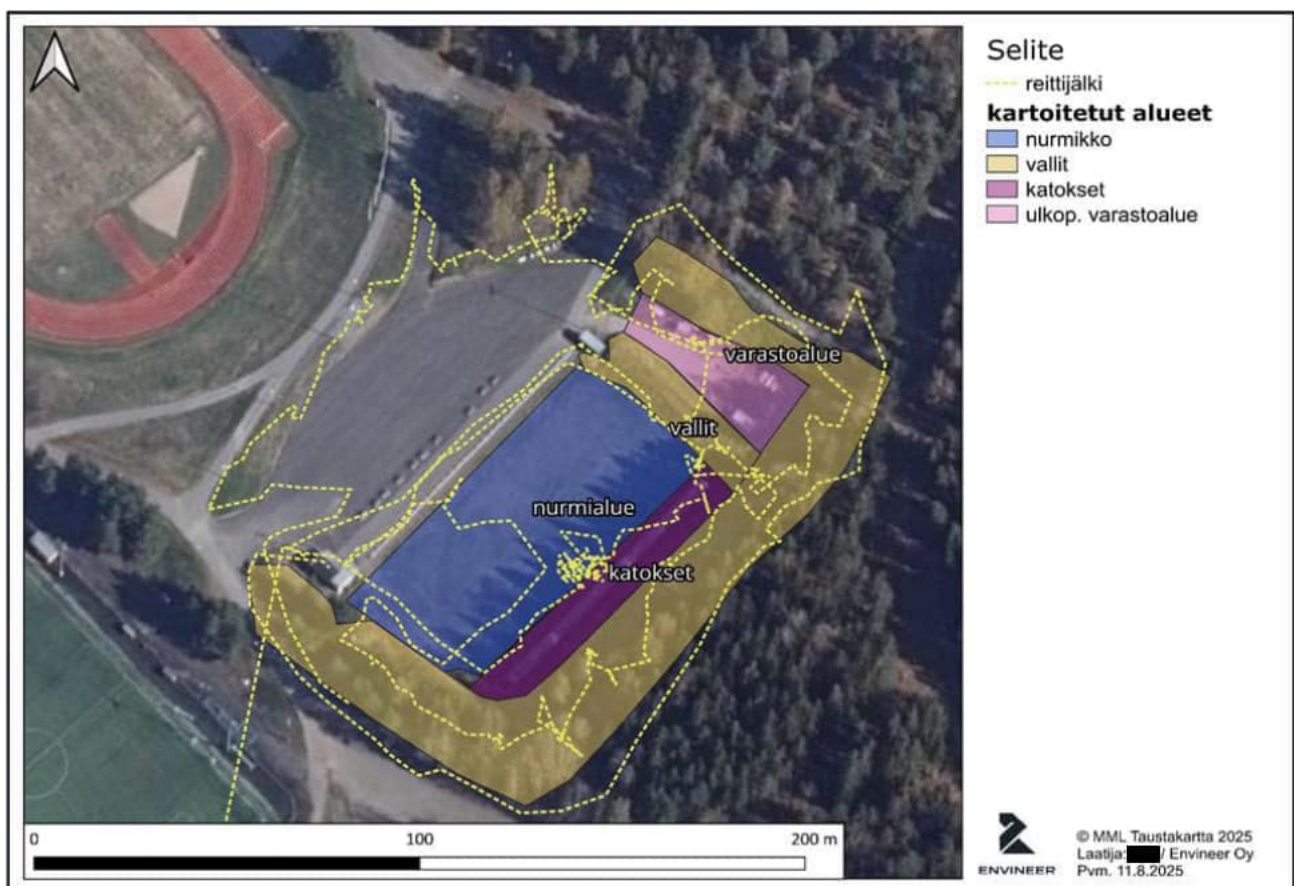 Selite
reittijälki
kartoitetut alueet
nurmikko
vallit
katokset
ulkop. varastoalue
varastoalue
vallit
nurmialue
katokset
0 100 200 m
ENVINEER
© MML Taustakartta 2025
Laatija: / Envineer Oy
Pvm. 11.8.2025